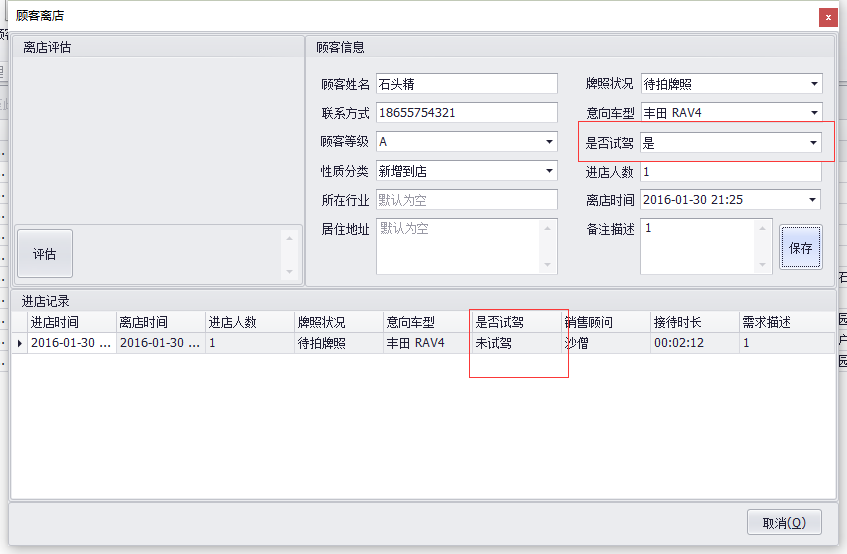 顾客离店
x
离店评估
顾客信息
顾客姓名 石头精
牌照状况 待拍牌照
联系方式 18655754321
意向车型 丰田 RAV4
顾客等级 A
是否试驾 是
性质分类 新增到店
进店人数 1
所在行业 默认为空
离店时间 2016-01-30 21:25
居住地址 默认为空
备注描述 1
评估
保存
进店记录
进店时间 离店时间 进店人数 牌照状况 意向车型 是否试驾 销售顾问 接待时长 需求描述
2016-01-30 ... 2016-01-30 ... 1 待拍牌照 丰田 RAV4 未试驾 沙僧 00:02:12 1
取消(Q)